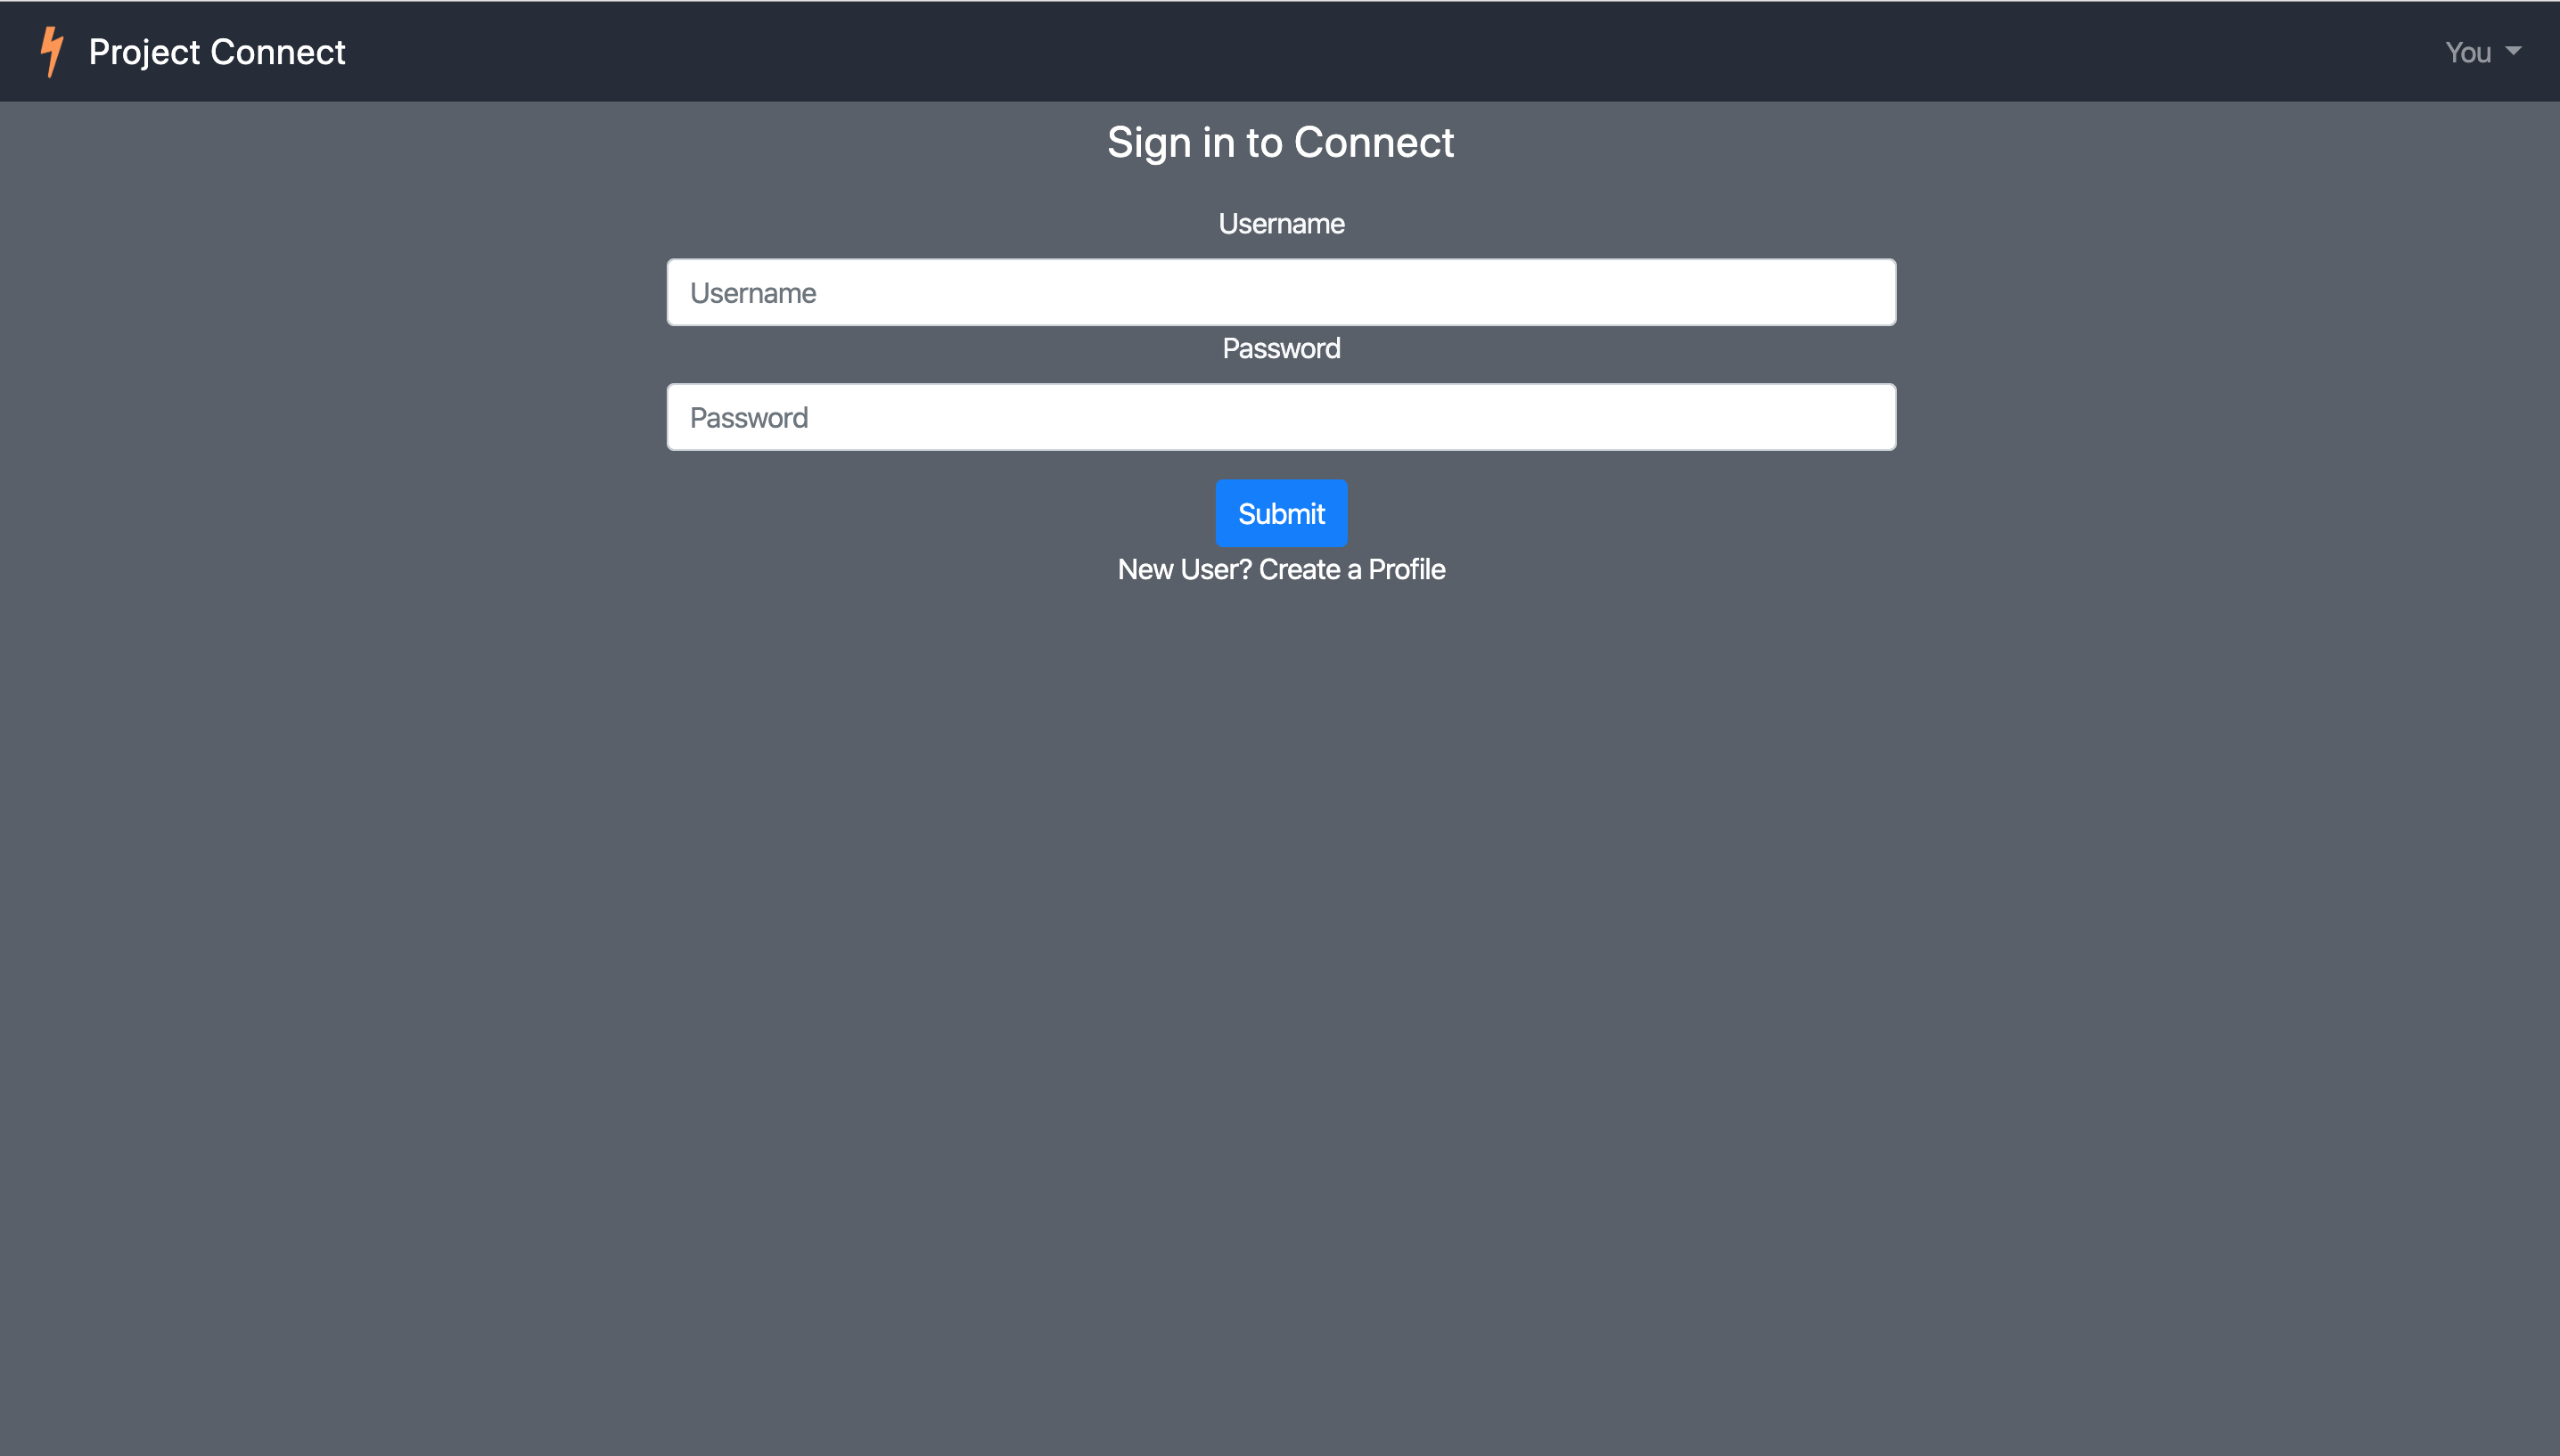 Project Connect
You
Sign in to Connect
Username
Username
Password
Password
Submit
New User? Create a Profile